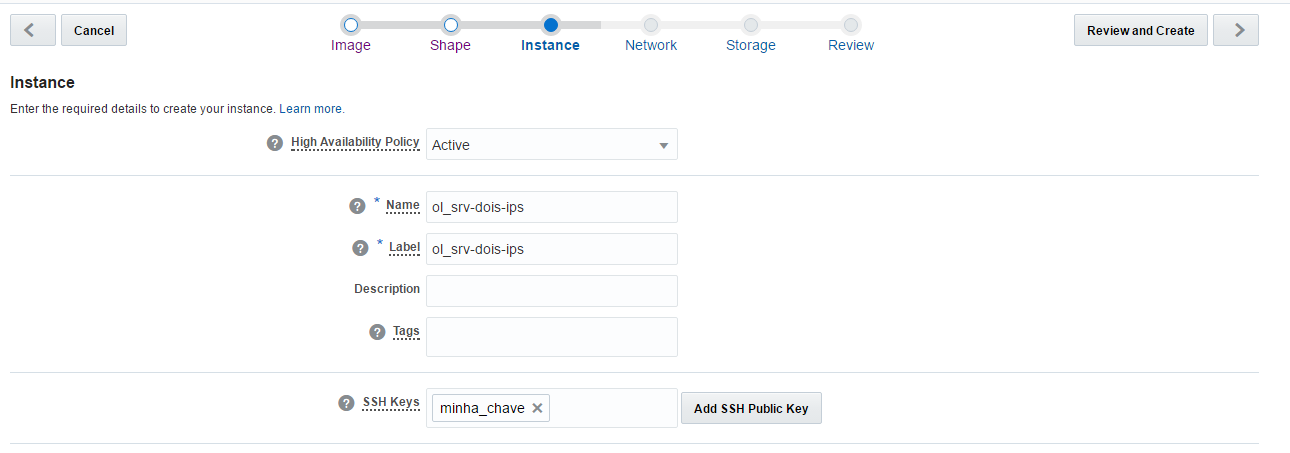 Cancel
Image Shape Instance Network Storage Review
Review and Create
Instance
Enter the required details to create your instance. Learn more.
? High Availability Policy Active
? * Name ol_srv-dois-ips
? * Label ol_srv-dois-ips
Description
? Tags
? SSH Keys minha_chave × Add SSH Public Key